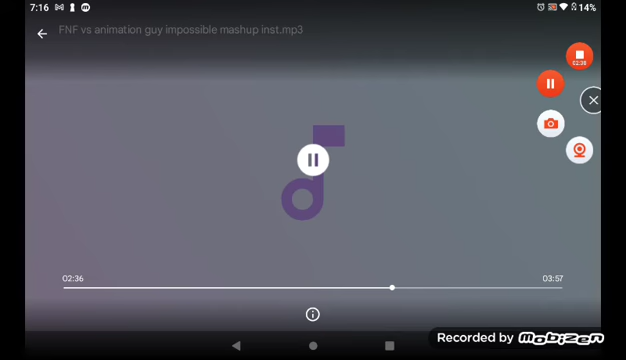 7:16
14%
FNF vs animation guy impossible mashup inst.mp3
02:38
02:36
03:57
Recorded by Mobizen